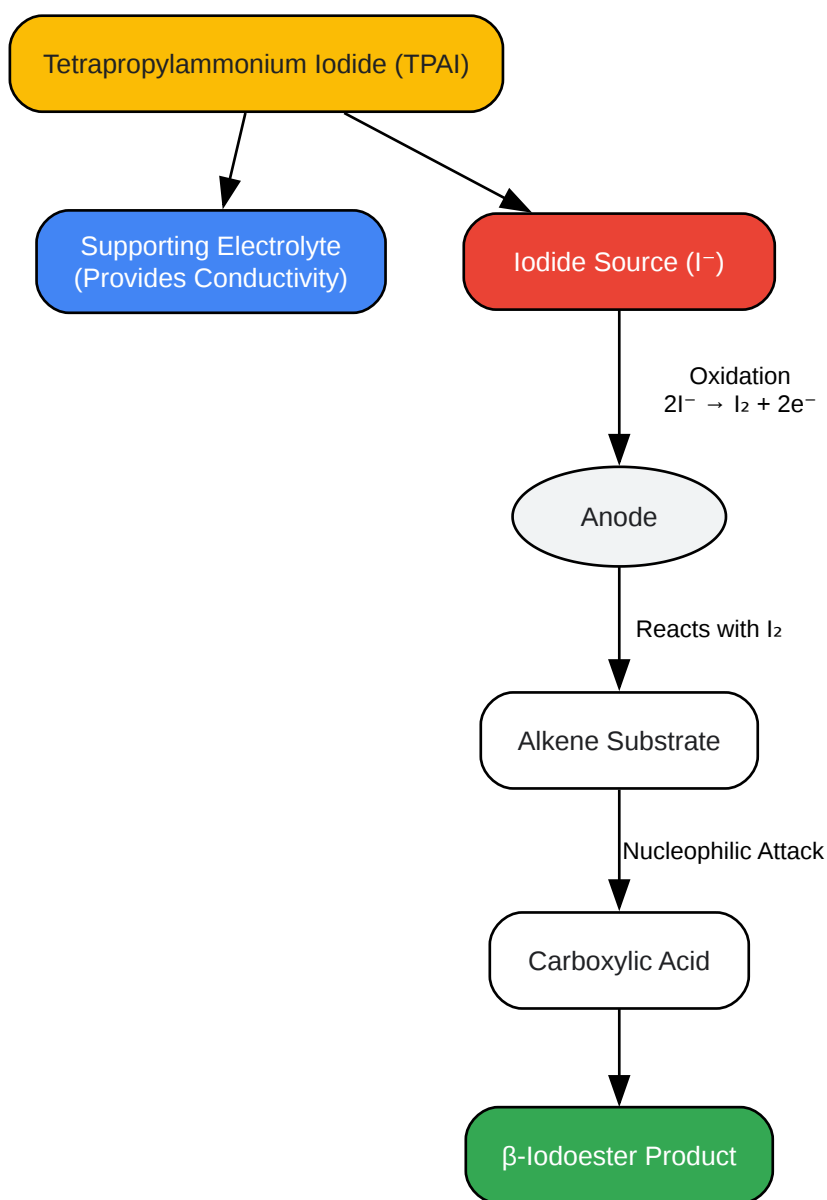 Tetrapropylammonium Iodide (TPAI)
Supporting Electrolyte
(Provides Conductivity)
Iodide Source (I⁻)
Oxidation
2I⁻ → I₂ + 2e⁻
Anode
Reacts with I₂
Alkene Substrate
Nucleophilic Attack
Carboxylic Acid
β-Iodoester Product